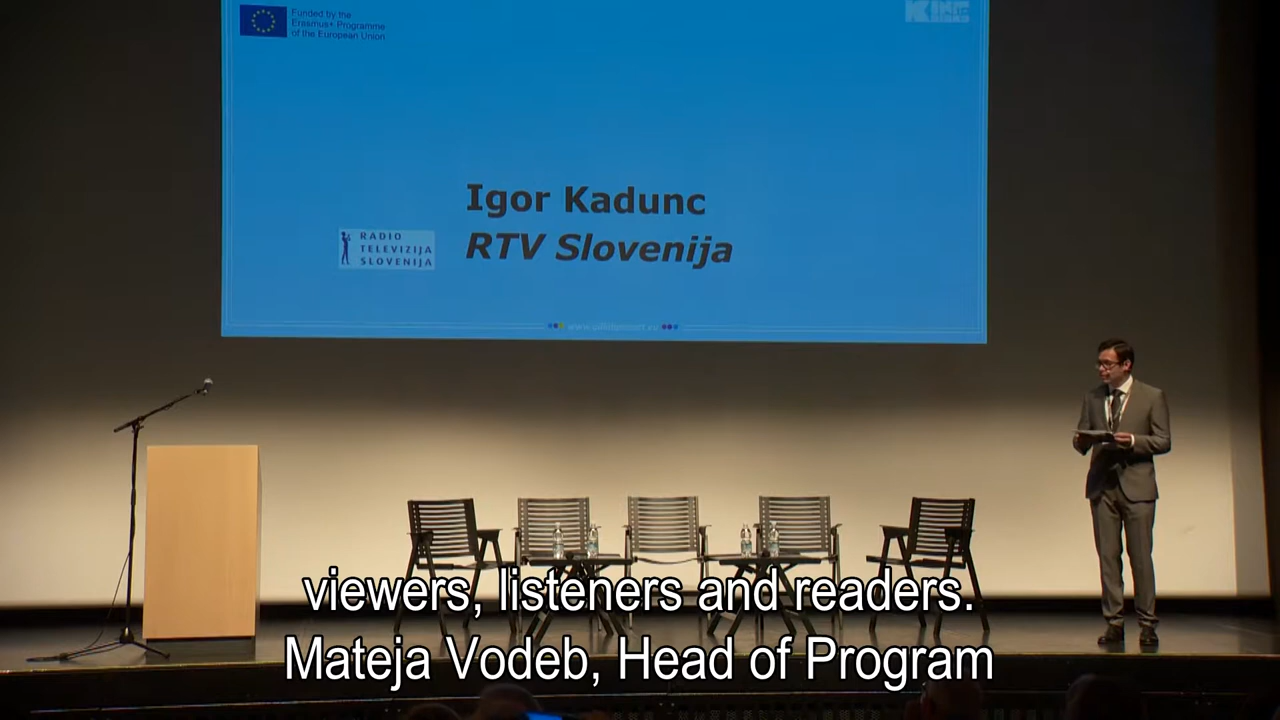 Funded by the
Erasmus+ Programme
of the European Union
KING
Igor Kadunc
RTV Slovenija
RADIO
TELEVIZIJA
SLOVENIJA
viewers, listeners and readers.
Mateja Vodeb, Head of Program